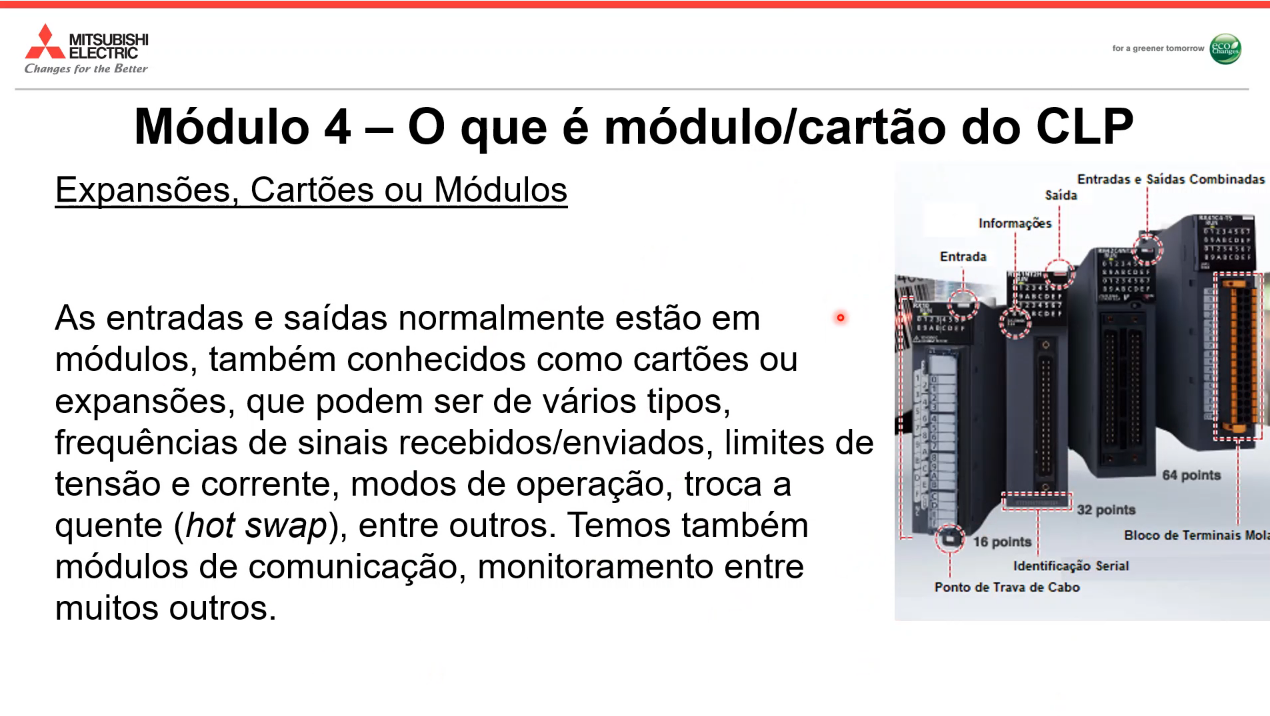 MITSUBISHI
ELECTRIC
Changes for the Better
for a greener tomorrow
eco
Changes
Módulo 4 – O que é módulo/cartão do CLP
Expansões, Cartões ou Módulos
As entradas e saídas normalmente estão em
módulos, também conhecidos como cartões ou
expansões, que podem ser de vários tipos,
frequências de sinais recebidos/enviados, limites de
tensão e corrente, modos de operação, troca a
quente (hot swap), entre outros. Temos também
módulos de comunicação, monitoramento entre
muitos outros.
Entradas e Saídas Combinadas
Saída
Informações
Entrada
64 points
32 points
Bloco de Terminais Mola
16 points
Identificação Serial
Ponto de Trava de Cabo